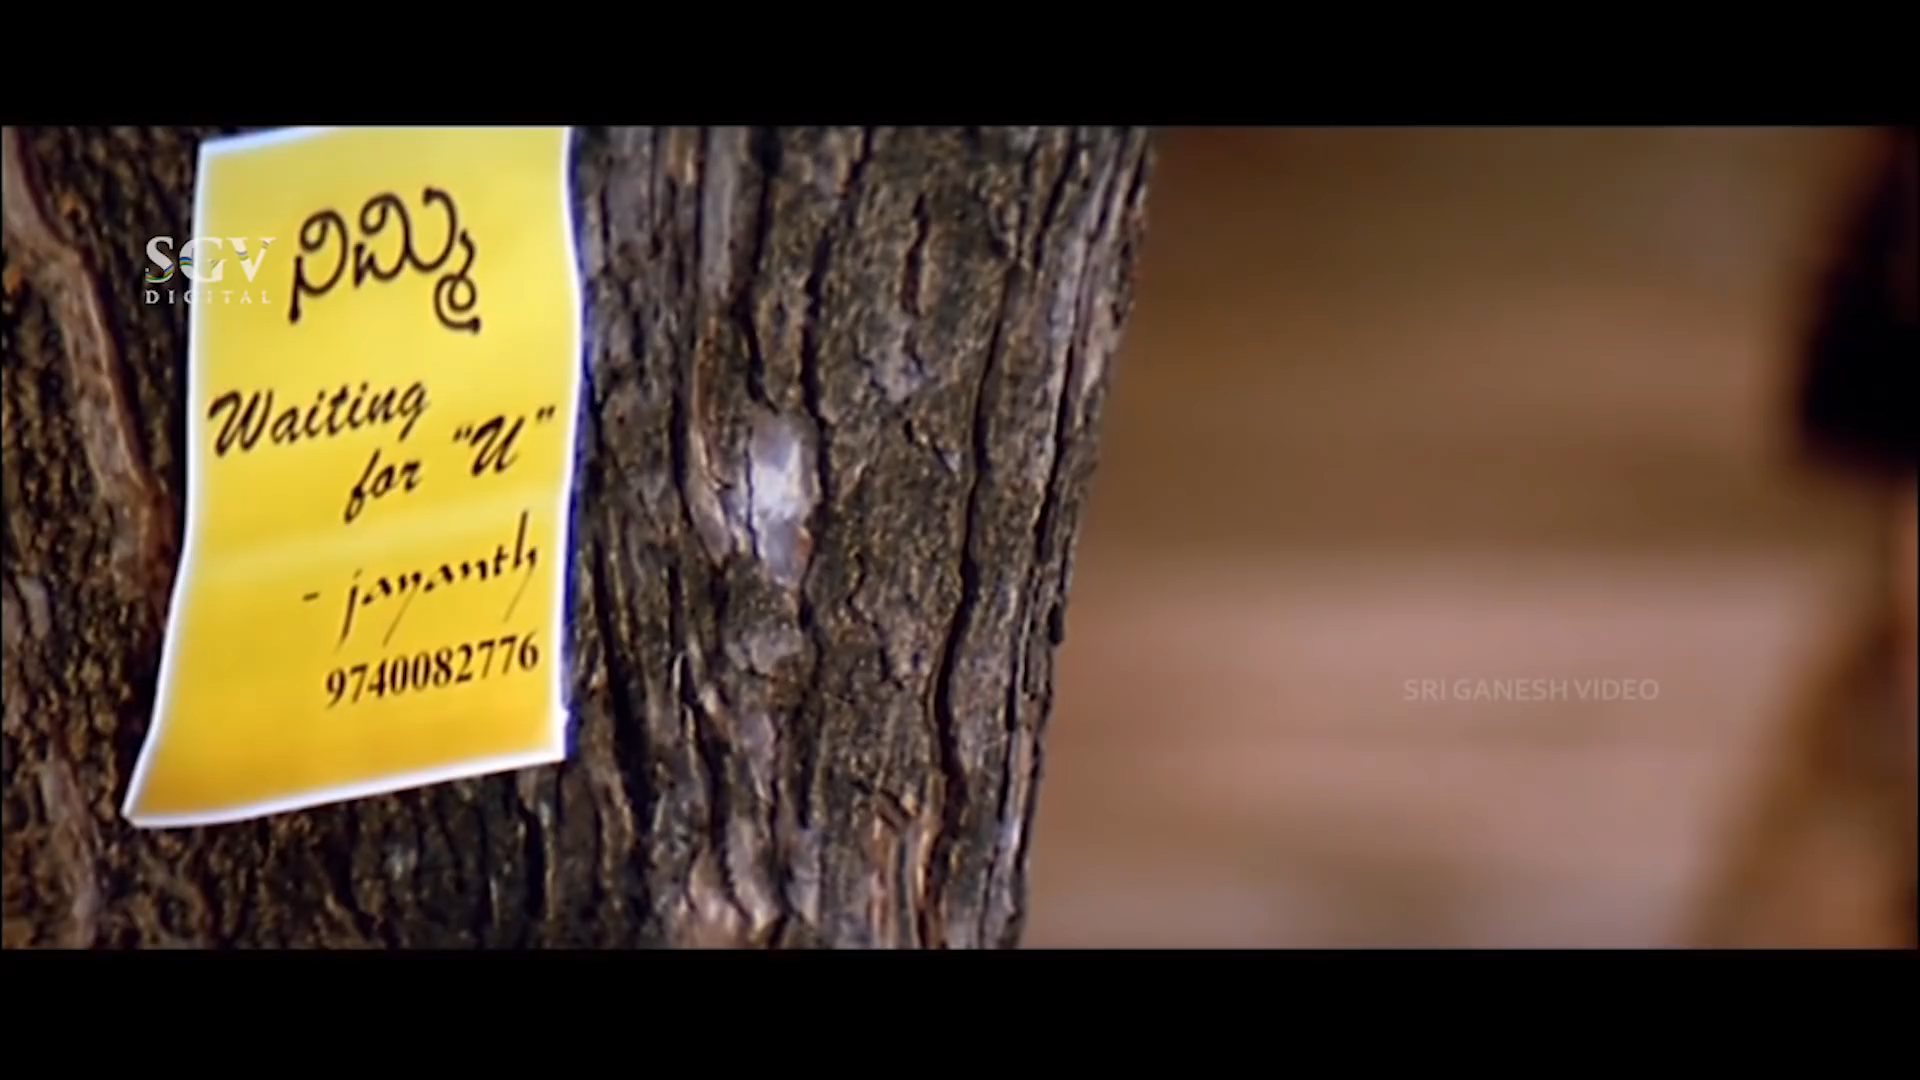 ನಿಮ್ಮಿ
Waiting
for "U"
- jayanth
9740082776
SGV
DIGITAL
SRI GANESH VIDEO